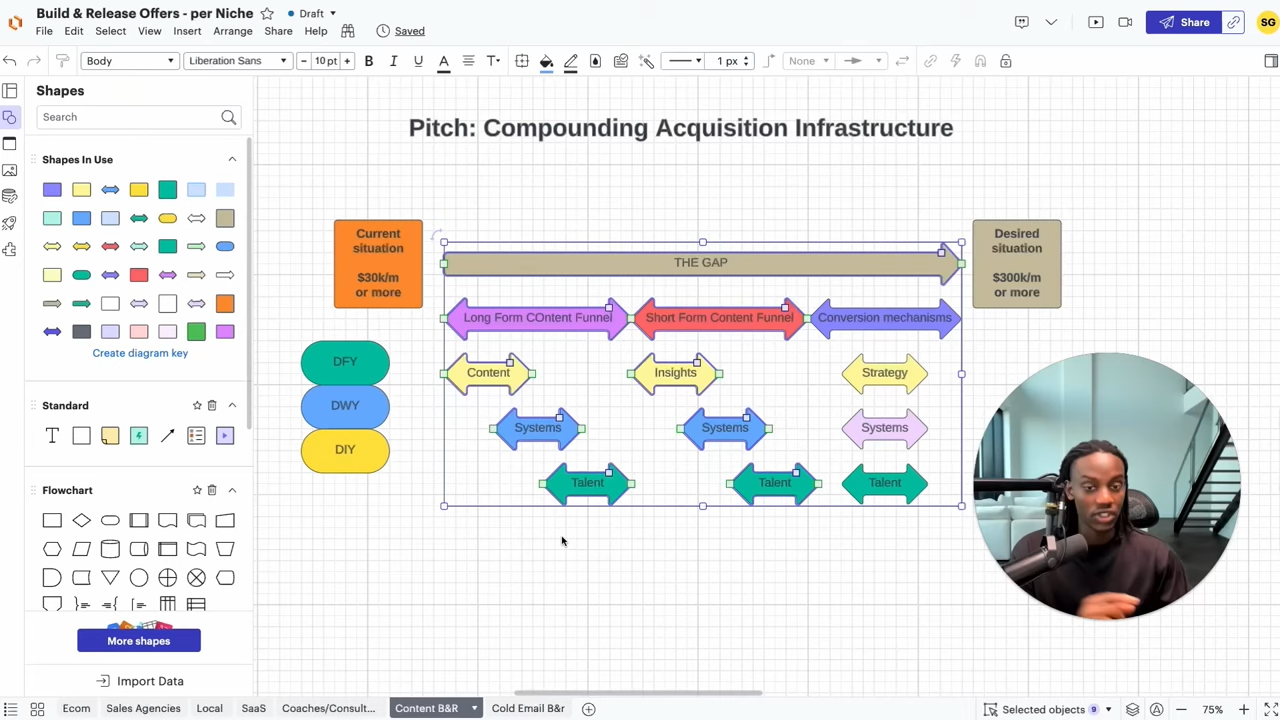 Build & Release Offers - per Niche
Draft
File Edit Select View Insert Arrange Share Help Saved
Share
SG
Body
Liberation Sans
10 pt
B I U A T
1 px
None
Shapes
Search
Shapes In Use
Create diagram key
Standard
T
Flowchart
More shapes
Import Data
Pitch: Compounding Acquisition Infrastructure
Current
situation
$30k/m
or more
THE GAP
Desired
situation
$300k/m
or more
Long Form COntent Funnel
Short Form Content Funnel
Conversion mechanisms
DFY
DWY
DIY
Content
Insights
Strategy
Systems
Systems
Systems
Talent
Talent
Talent
Ecom
Sales Agencies
Local
SaaS
Coaches/Consult...
Content B&R
Cold Email B&r
Selected objects 9
75%